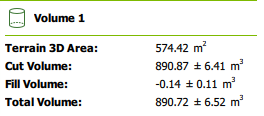 Volume 1
Terrain 3D Area: 574.42 m²
Cut Volume: 890.87 ± 6.41 m³
Fill Volume: -0.14 ± 0.11 m³
Total Volume: 890.72 ± 6.52 m³